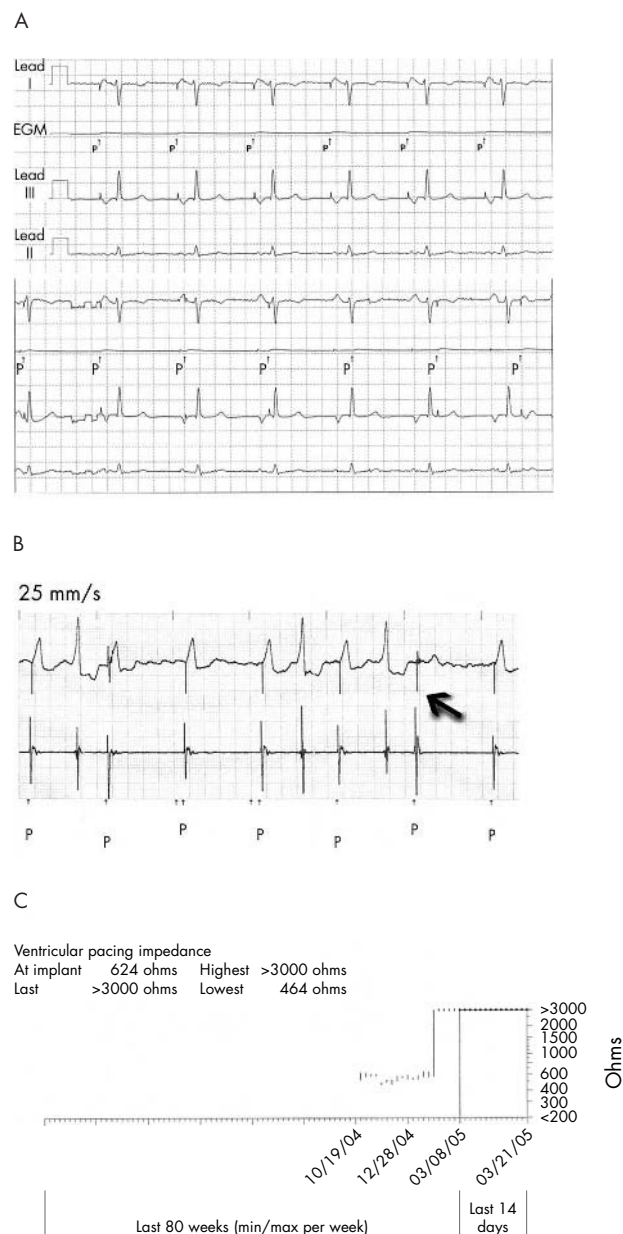 A
Lead
I
EGM
P↑ P↑ P↑ P↑ P↑ P↑
Lead
III
Lead
II
P↑ P↑ P↑ P↑ P↑ P↑ P↑
B
25 mm/s
↑ ↑ ↑↑ ↑↑ ↑ ↑ ↑
P P P P P P P
C
Ventricular pacing impedance
At implant 624 ohms Highest >3000 ohms
Last >3000 ohms Lowest 464 ohms
>3000
2000
1500
1000
600
400
300
<200
Ohms
10/19/04 12/28/04 03/08/05 03/21/05
Last 80 weeks (min/max per week) Last 14
days